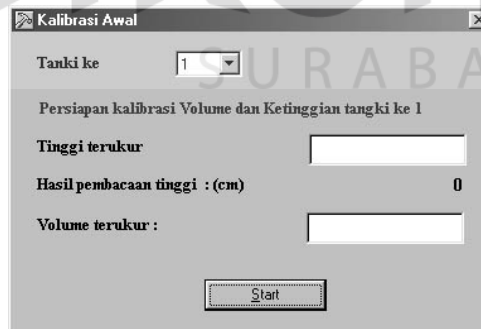 Kalibrasi Awal
Tanki ke 1
SURABA
Persiapan kalibrasi Volume dan Ketinggian tangki ke 1
Tinggi terukur
Hasil pembacaan tinggi : (cm) 0
Volume terukur :
Start